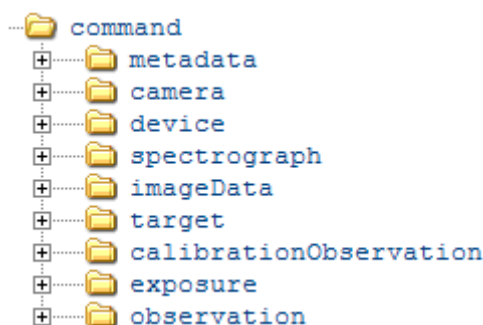 command
metadata
camera
device
spectrograph
imageData
target
calibrationObservation
exposure
observation